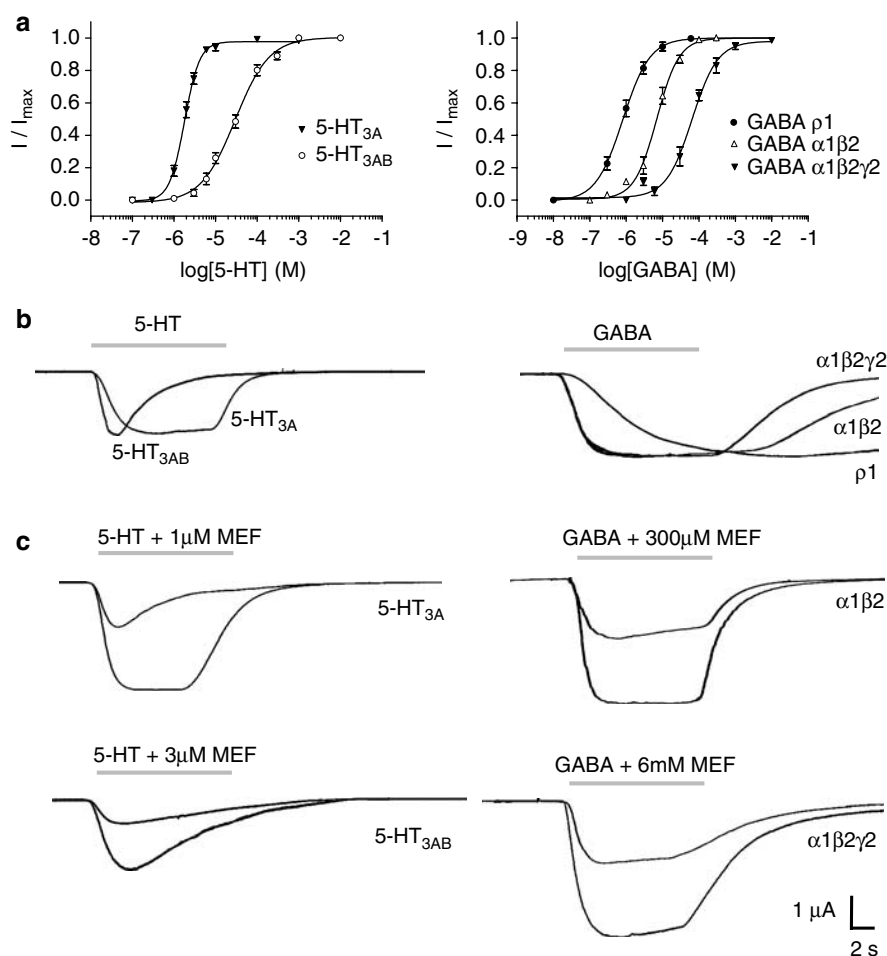 a
1.0
0.8
0.6
0.4
0.2
0.0
I / Imax
5-HT3A
5-HT3AB
-8 -7 -6 -5 -4 -3 -2 -1
log[5-HT] (M)
1.0
0.8
0.6
0.4
0.2
0.0
I / Imax
GABA ρ1
GABA α1β2
GABA α1β2γ2
-9 -8 -7 -6 -5 -4 -3 -2 -1
log[GABA] (M)
b
5-HT
5-HT3A
5-HT3AB
GABA
α1β2γ2
α1β2
ρ1
c
5-HT + 1μM MEF
5-HT3A
GABA + 300μM MEF
α1β2
5-HT + 3μM MEF
5-HT3AB
GABA + 6mM MEF
α1β2γ2
1 μA
2 s